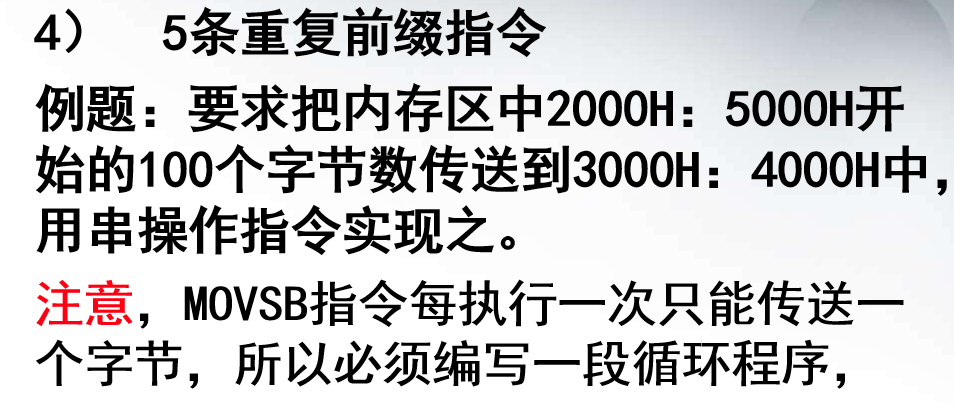 4） 5条重复前缀指令
例题：要求把内存区中2000H：5000H开
始的100个字节数传送到3000H：4000H中，
用串操作指令实现之。
注意，MOVSB指令每执行一次只能传送一
个字节，所以必须编写一段循环程序，